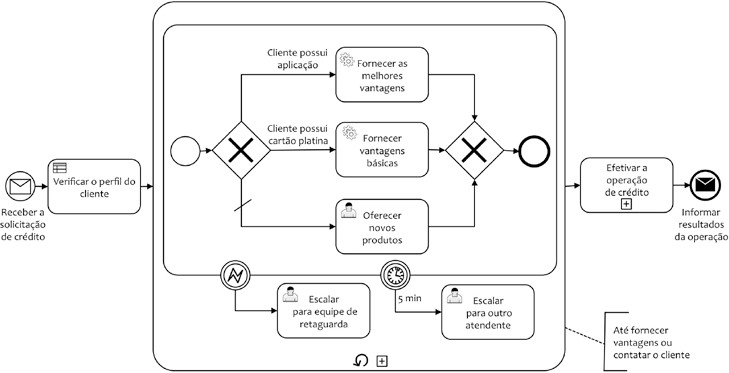 Cliente possui
aplicação
Fornecer as
melhores
vantagens
Cliente possui
cartão platina
Fornecer
vantagens
básicas
Verificar o perfil do
cliente
Receber a
solicitação
de crédito
Oferecer
novos
produtos
Efetivar a
operação
de crédito
Informar
resultados
da operação
Escalar
para equipe de
retaguarda
5 min
Escalar
para outro
atendente
Até fornecer
vantagens ou
contatar o cliente